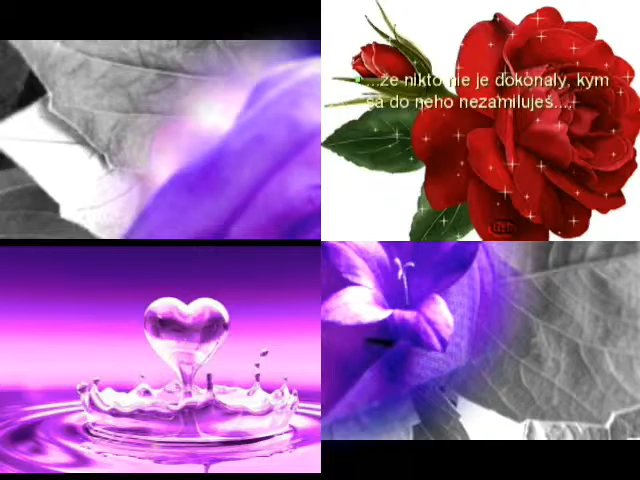 ...že nikto nie je dokonalý, kým
sa do neho nezamiluješ....